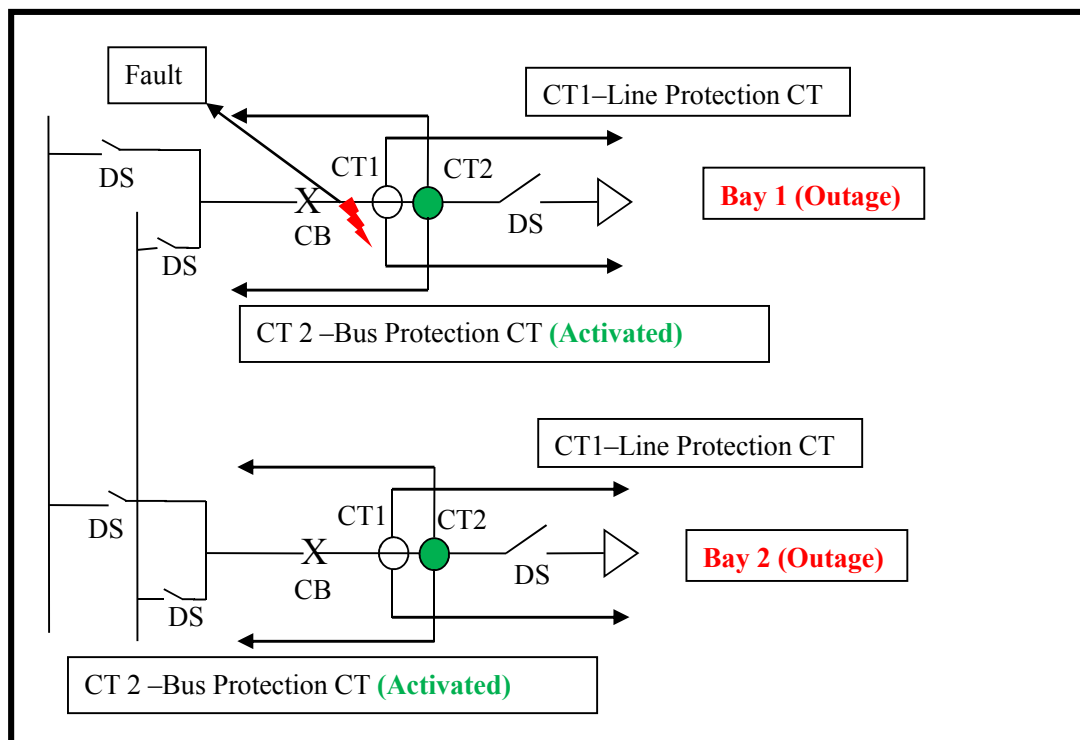 Fault
CT1–Line Protection CT
CT1
CT2
DS
Bay 1 (Outage)
X
CB
DS
DS
CT 2 –Bus Protection CT (Activated)
CT1–Line Protection CT
CT1
CT2
DS
X
Bay 2 (Outage)
CB
DS
DS
CT 2 –Bus Protection CT (Activated)